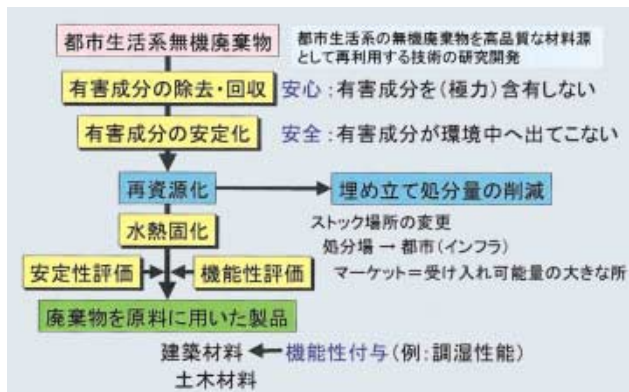 都市生活系無機廃棄物
都市生活系の無機廃棄物を高品質な材料源
として再利用する技術の研究開発
有害成分の除去・回収
安心：有害成分を(極力)含有しない
有害成分の安定化
安全：有害成分が環境中へ出てこない
再資源化
埋め立て処分量の削減
水熱固化
ストック場所の変更
処分場 → 都市(インフラ)
安定性評価
機能性評価
マーケット＝受け入れ可能量の大きな所
廃棄物を原料に用いた製品
建築材料
機能性付与(例：調湿性能)
土木材料